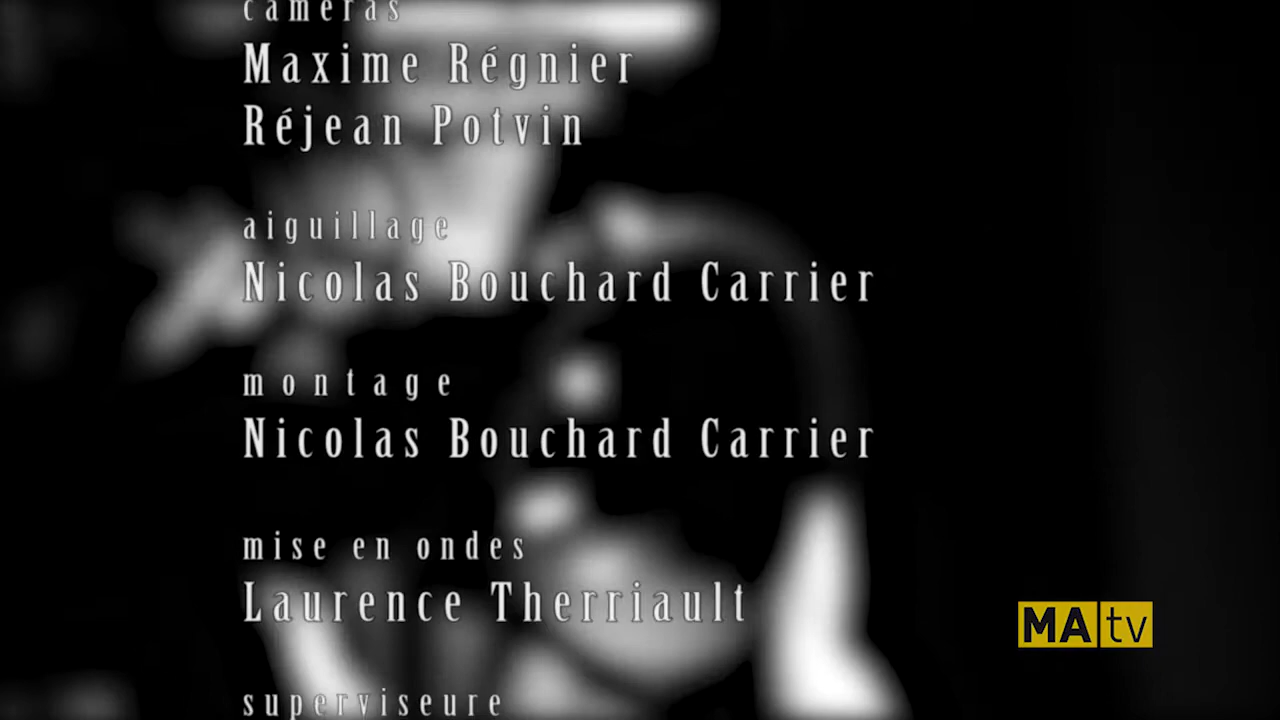 caméras
Maxime Régnier
Réjean Potvin
aiguillage
Nicolas Bouchard Carrier
montage
Nicolas Bouchard Carrier
mise en ondes
Laurence Therriault
superviseure
MAtv